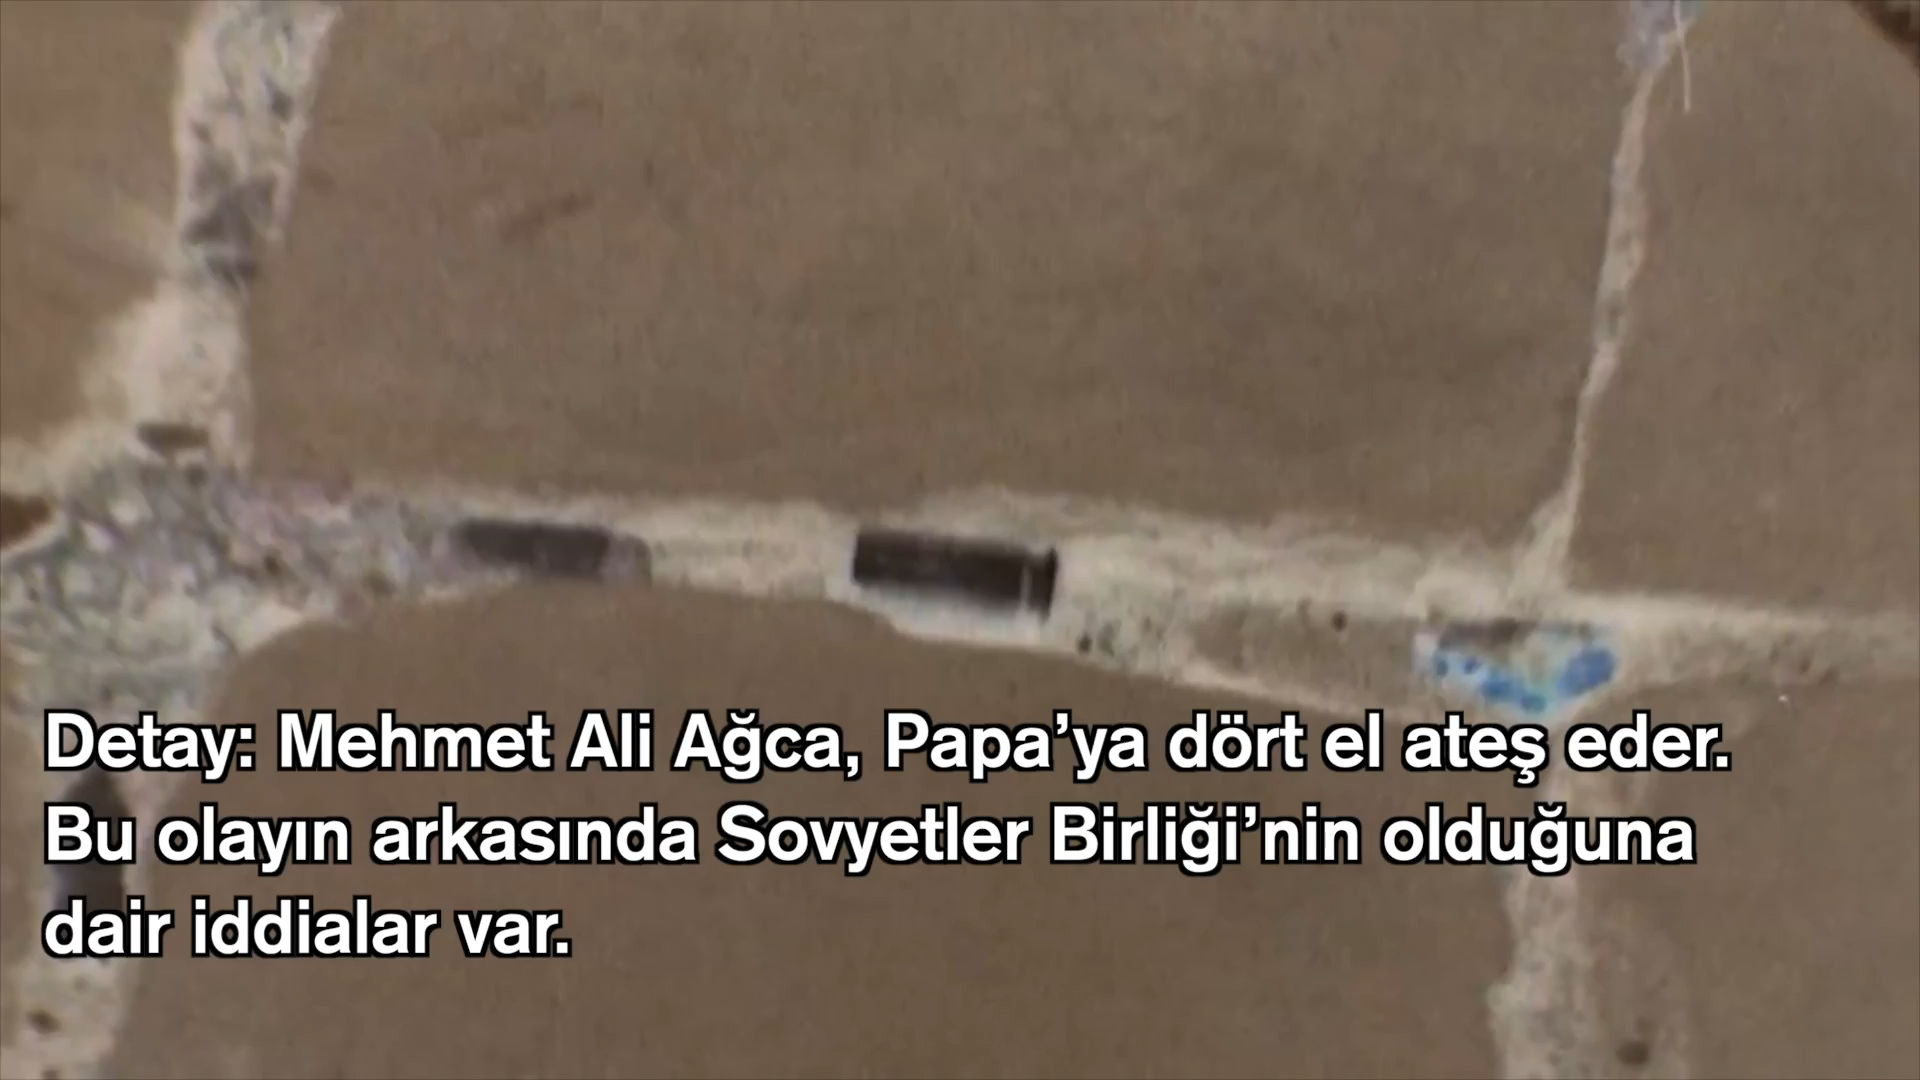 Detay: Mehmet Ali Ağca, Papa’ya dört el ateş eder.
Bu olayın arkasında Sovyetler Birliği’nin olduğuna
dair iddialar var.